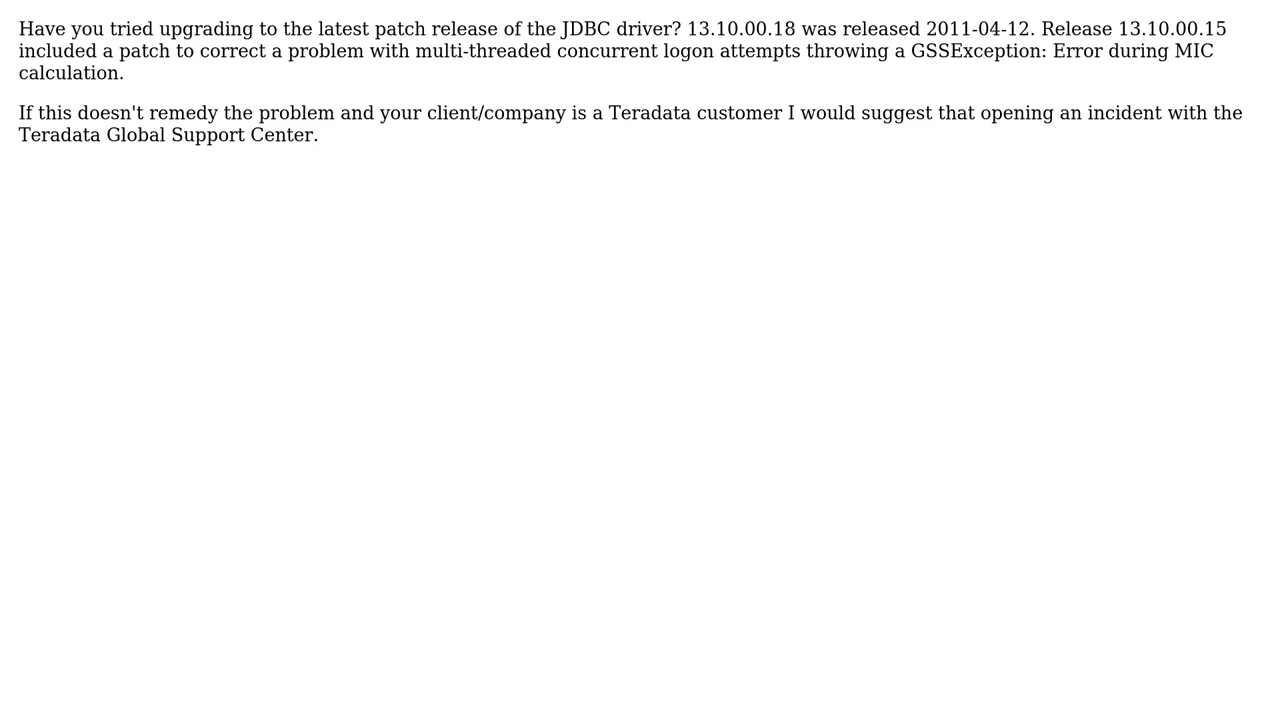 Have you tried upgrading to the latest patch release of the JDBC driver? 13.10.00.18 was released 2011-04-12. Release 13.10.00.15
included a patch to correct a problem with multi-threaded concurrent logon attempts throwing a GSSException: Error during MIC
calculation.
If this doesn't remedy the problem and your client/company is a Teradata customer I would suggest that opening an incident with the
Teradata Global Support Center.